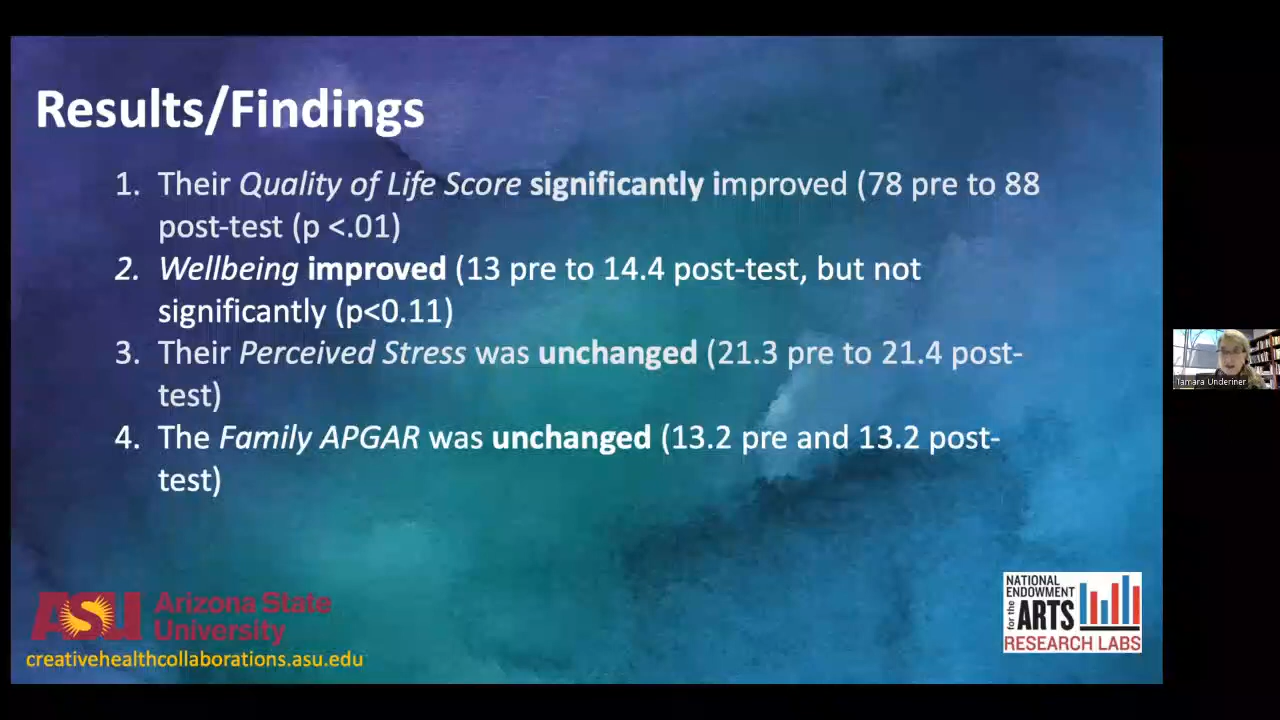 Results/Findings
1. Their Quality of Life Score significantly improved (78 pre to 88
post-test (p <.01)
2. Wellbeing improved (13 pre to 14.4 post-test, but not
significantly (p<0.11)
3. Their Perceived Stress was unchanged (21.3 pre to 21.4 post-
test)
4. The Family APGAR was unchanged (13.2 pre and 13.2 post-
test)
ASU Arizona State
University
creativehealthcollaborations.asu.edu
NATIONAL
ENDOWMENT
for the ARTS
RESEARCH LABS
Tamara Underiner